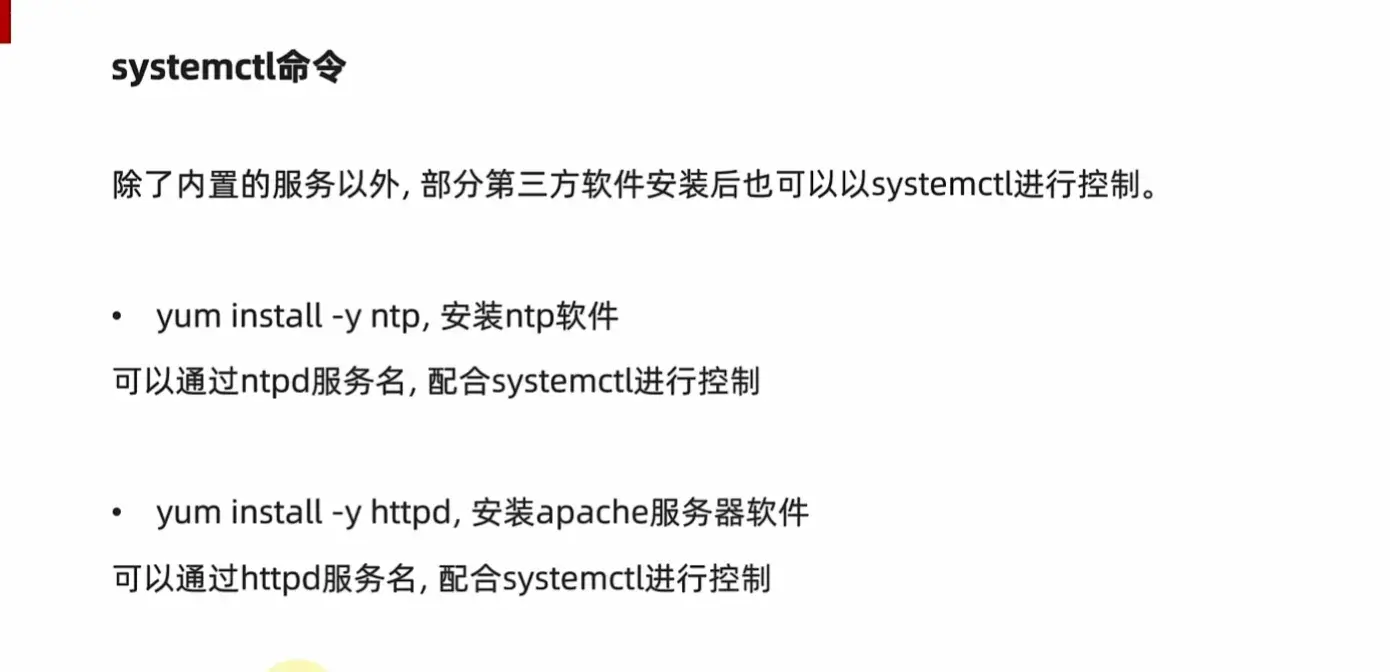 systemctl命令
除了内置的服务以外, 部分第三方软件安装后也可以以systemctl进行控制。
• yum install -y ntp, 安装ntp软件
可以通过ntpd服务名, 配合systemctl进行控制
• yum install -y httpd, 安装apache服务器软件
可以通过httpd服务名, 配合systemctl进行控制